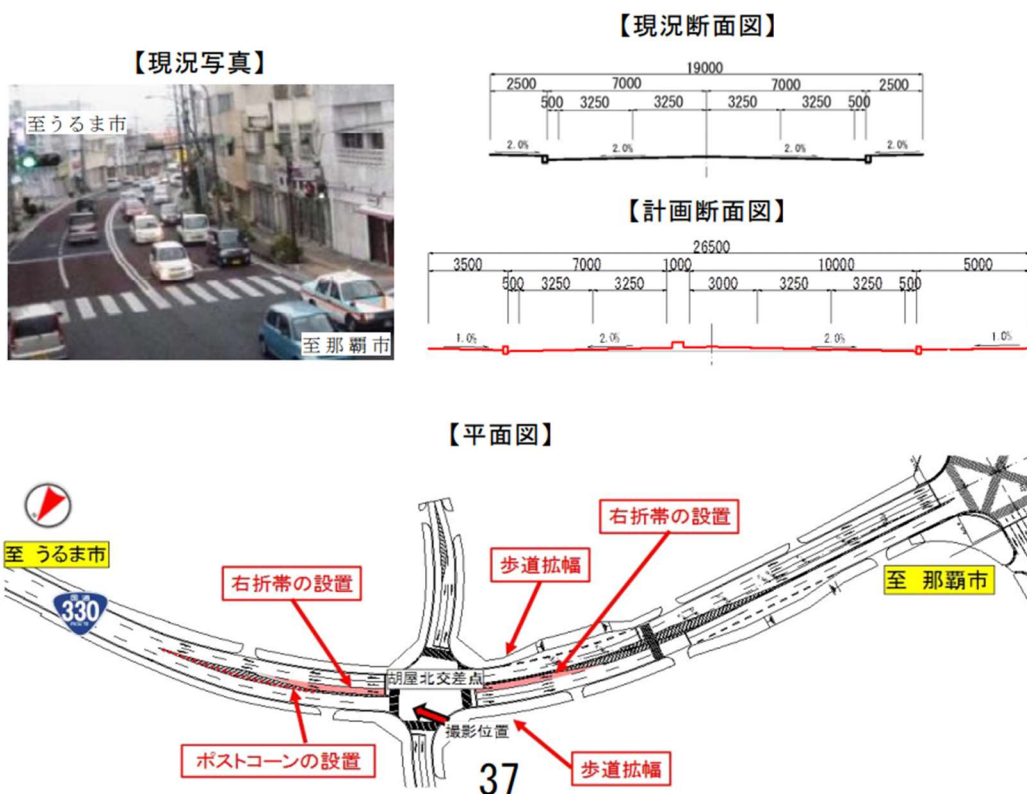 【現況写真】
至うるま市
至那覇市
【現況断面図】
19000
2500 7000 7000 2500
500 3250 3250 3250 3250 500
2.0% 2.0% 2.0% 2.0%
【計画断面図】
26500
3500 7000 1000 10000 5000
500 3250 3250 3000 3250 3250 500
1.0% 2.0% 2.0% 1.0%
【平面図】
至 うるま市
国道
330
右折帯の設置
歩道拡幅
右折帯の設置
至 那覇市
胡屋北交差点
撮影位置
ポストコーンの設置
歩道拡幅
37